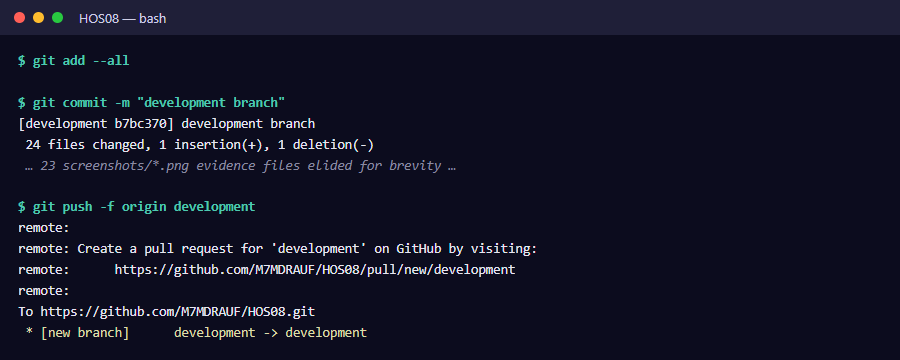 HOS08 — bash
$ git add --all
$ git commit -m "development branch"
[development b7bc370] development branch
 24 files changed, 1 insertion(+), 1 deletion(-)
 … 23 screenshots/*.png evidence files elided for brevity …
$ git push -f origin development
remote:
remote: Create a pull request for 'development' on GitHub by visiting:
remote:      https://github.com/M7MDRAUF/HOS08/pull/new/development
remote:
To https://github.com/M7MDRAUF/HOS08.git
 * [new branch]      development -> development